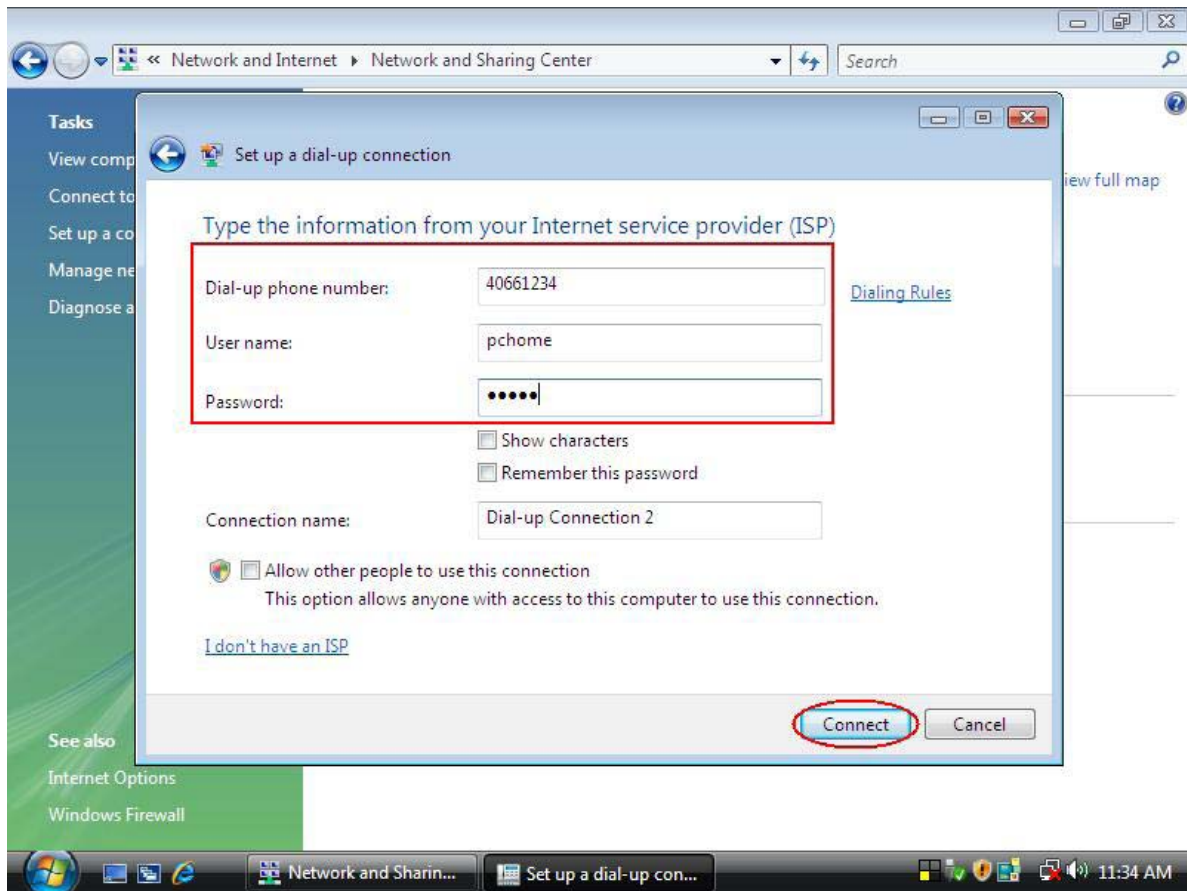 « Network and Internet ▸ Network and Sharing Center
Search
Tasks
View comp
Connect to
Set up a co
Manage ne
Diagnose a
iew full map
Set up a dial-up connection
Type the information from your Internet service provider (ISP)
Dial-up phone number:
40661234
Dialing Rules
User name:
pchome
Password:
•••••
Show characters
Remember this password
Connection name:
Dial-up Connection 2
Allow other people to use this connection
This option allows anyone with access to this computer to use this connection.
I don't have an ISP
Connect
Cancel
See also
Internet Options
Windows Firewall
Network and Sharin...
Set up a dial-up con...
11:34 AM